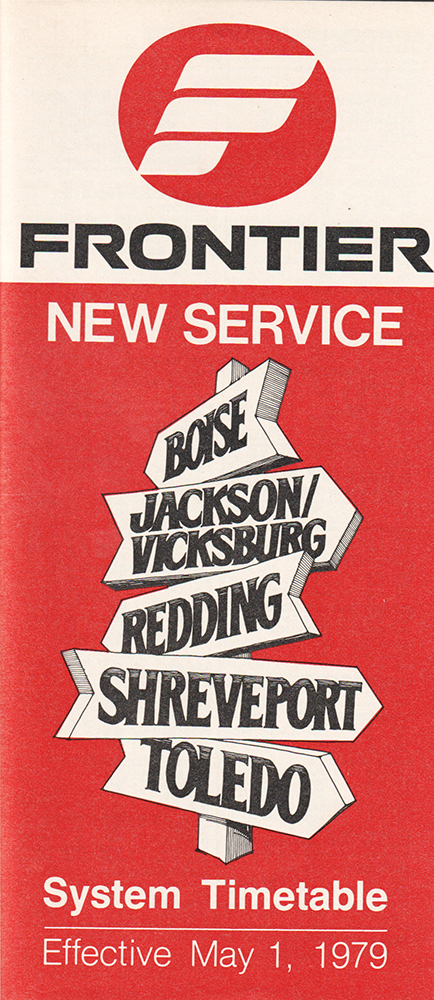 FRONTIER
NEW SERVICE
BOISE
JACKSON/
VICKSBURG
REDDING
SHREVEPORT
TOLEDO
System Timetable
Effective May 1, 1979